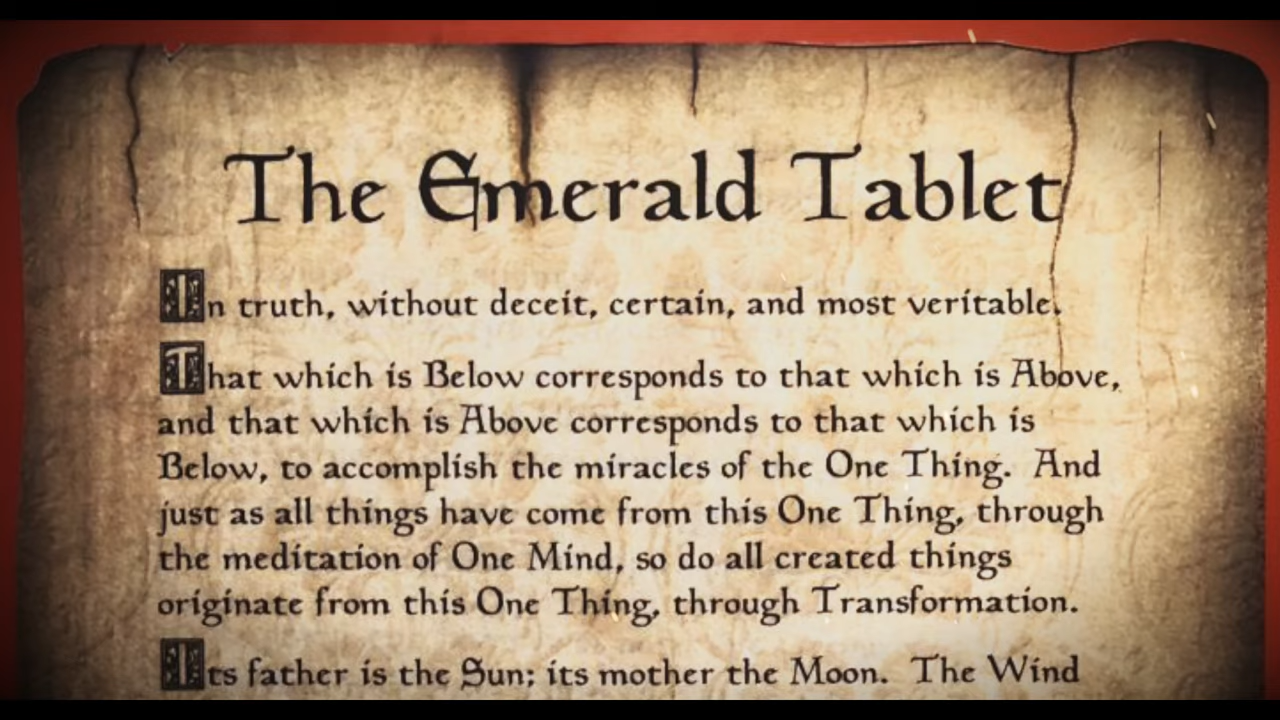 The Emerald Tablet
In truth, without deceit, certain, and most veritable.
That which is Below corresponds to that which is Above,
and that which is Above corresponds to that which is
Below, to accomplish the miracles of the One Thing. And
just as all things have come from this One Thing, through
the meditation of One Mind, so do all created things
originate from this One Thing, through Transformation.
Its father is the Sun; its mother the Moon. The Wind